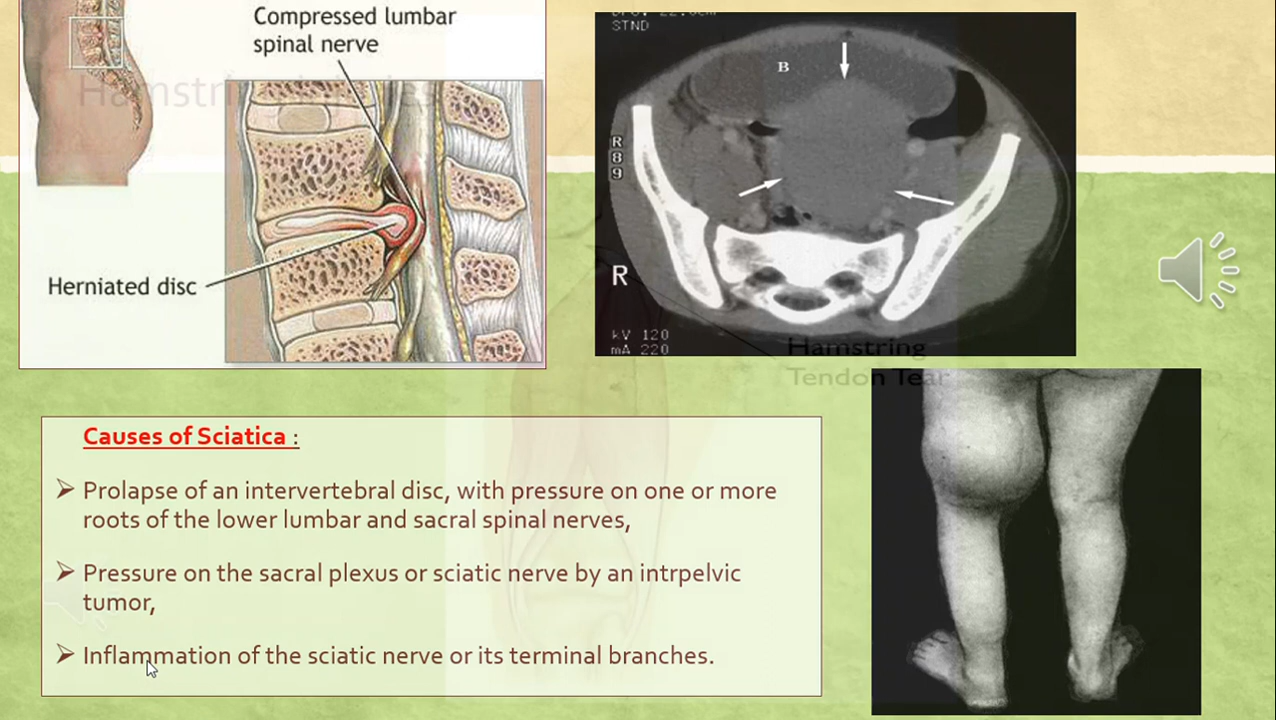 Compressed lumbar
spinal nerve
Herniated disc
STND
B
R
8
9
R
kV 120
mA 220
Hamstring
Tendon Tear
Causes of Sciatica :
Prolapse of an intervertebral disc, with pressure on one or more
roots of the lower lumbar and sacral spinal nerves,
Pressure on the sacral plexus or sciatic nerve by an intrpelvic
tumor,
Inflammation of the sciatic nerve or its terminal branches.